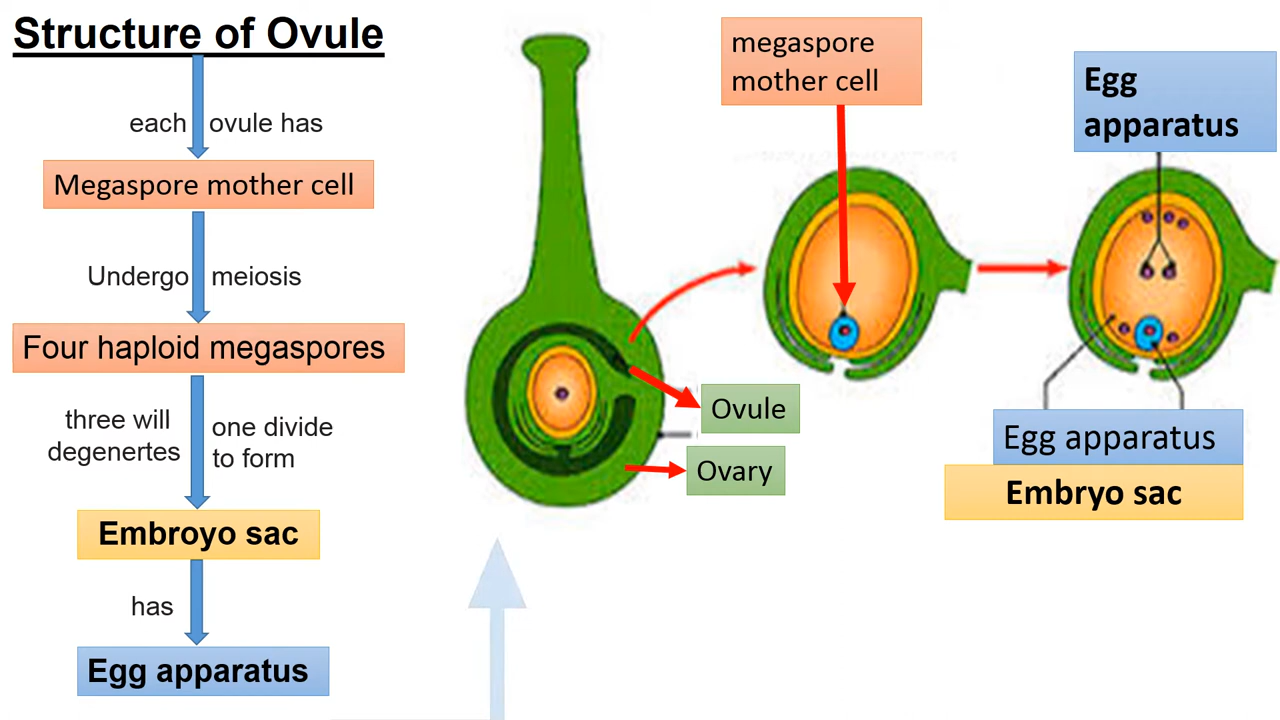 Structure of Ovule
each ovule has
Megaspore mother cell
Undergo meiosis
Four haploid megaspores
three will
degenertes
one divide
to form
Embroyo sac
has
Egg apparatus
megaspore
mother cell
Egg
apparatus
Ovule
Ovary
Egg apparatus
Embryo sac